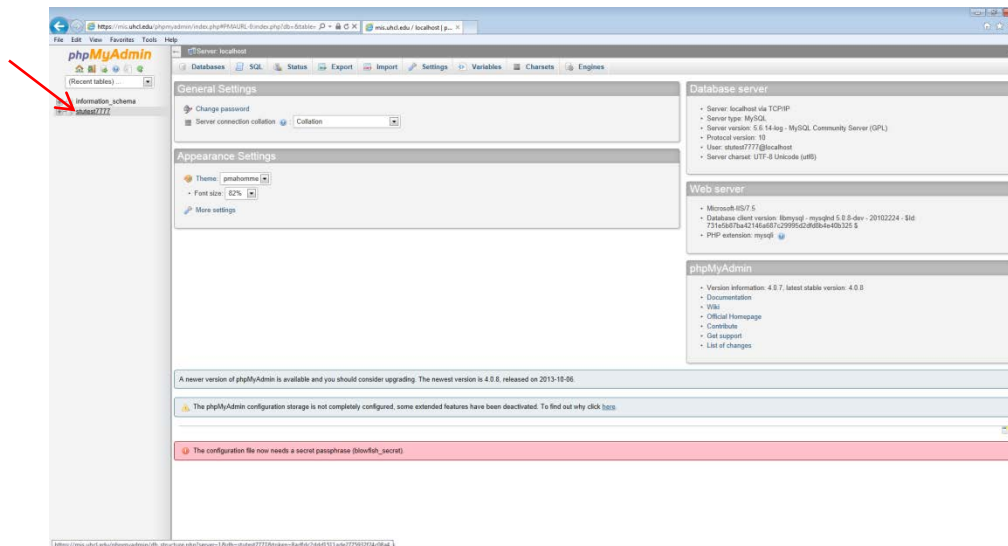 https://mis.uhcl.edu/phpmyadmin/index.php#PMAURL-0:index.php?db=&table=
mis.uhcl.edu / localhost | p...
File Edit View Favorites Tools Help
phpMyAdmin
(Recent tables) ...
information_schema
stutest7777
Server: localhost
Databases SQL Status Export Import Settings Variables Charsets Engines
General Settings
Change password
Server connection collation : Collation
Appearance Settings
Theme: pmahomme
Font size: 82%
More settings
Database server
Server: localhost via TCP/IP
Server type: MySQL
Server version: 5.6.14-log - MySQL Community Server (GPL)
Protocol version: 10
User: stutest7777@localhost
Server charset: UTF-8 Unicode (utf8)
Web server
Microsoft-IIS/7.5
Database client version: libmysql - mysqlnd 5.0.8-dev - 20102224 - $Id:
PHP extension: mysqli
phpMyAdmin
Version information: 4.0.7, latest stable version: 4.0.8
Documentation
Wiki
Official Homepage
Contribute
Get support
List of changes
A newer version of phpMyAdmin is available and you should consider upgrading. The newest version is 4.0.8, released on 2013-10-06.
The phpMyAdmin configuration storage is not completely configured, some extended features have been deactivated. To find out why click here.
The configuration file now needs a secret passphrase (blowfish_secret).